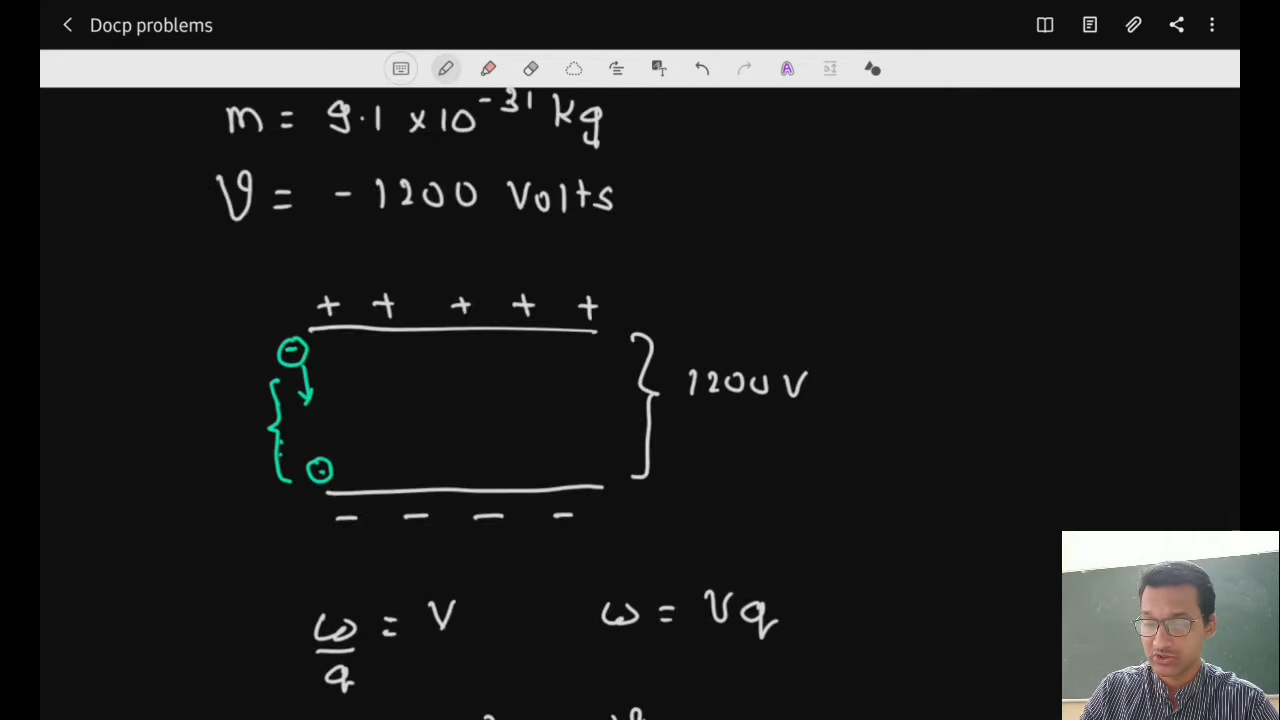 Docp problems
m = 9.1 × 10⁻³¹ kg
V = - 1200 Volts
+ + + + +
-
1200 V
-
- - - -
ω/q = V ω = Vq